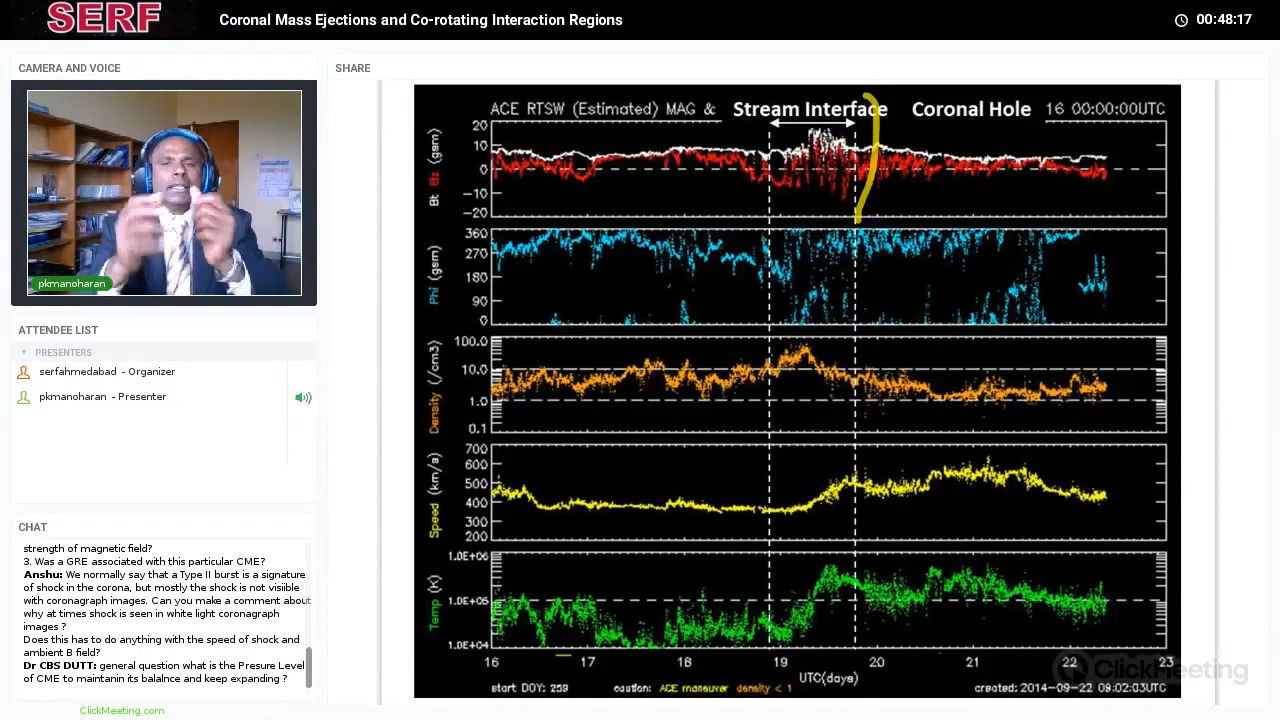 SERF
Coronal Mass Ejections and Co-rotating Interaction Regions
00:48:17
CAMERA AND VOICE
pkmanoharan
ATTENDEE LIST
PRESENTERS
serfahmedabad - Organizer
pkmanoharan - Presenter
CHAT
strength of magnetic field?
3. Was a GRE associated with this particular CME?
Anshu: We normally say that a Type II burst is a signature
of shock in the corona, but mostly the shock is not visiible
with coronagraph images. Can you make a comment about
why at times shock is seen in white light coronagraph
images ?
Does this has to do anything with the speed of shock and
ambient B field?
Dr CBS DUTT: general question what is the Presure Level
of CME to maintanin its balalnce and keep expanding ?
ClickMeeting.com
SHARE
ACE RTSW (Estimated) MAG & Stream Interface Coronal Hole 16 00:00:00UTC
Bt Bz (gsm)
20
10
0
-10
-20
Phi (gsm)
360
270
180
90
0
Density (/cm3)
100.0
10.0
1.0
0.1
Speed (km/s)
700
600
500
400
300
200
Temp (K)
1.0E+06
1.0E+05
1.0E+04
16 17 18 19 20 21 22 23
UTC(days)
start DOY: 259 caution: ACE maneuver density < 1 created: 2014-09-22 09:02:03UTC
ClickMeeting